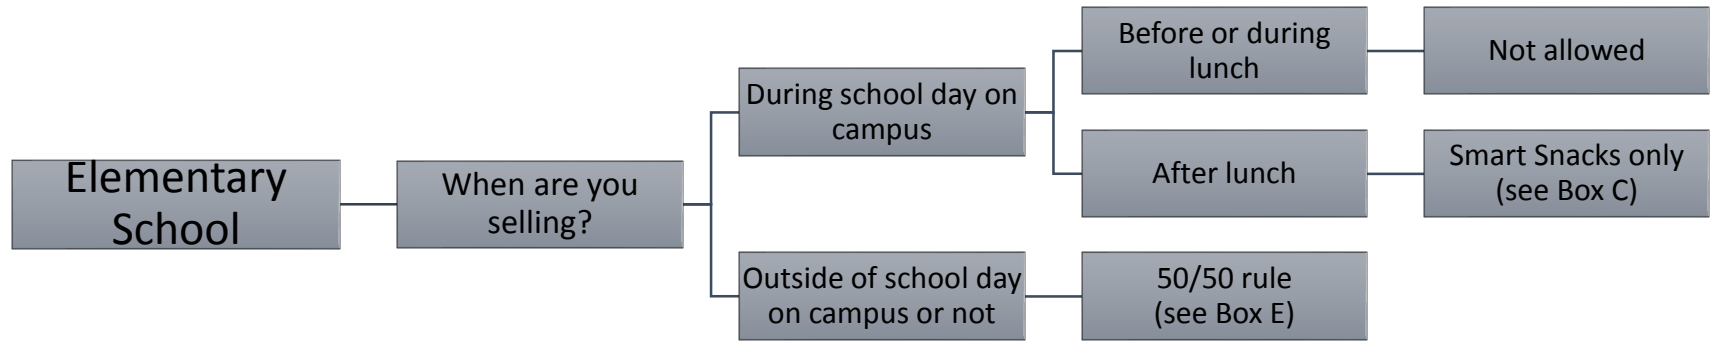 Elementary
School
When are you
selling?
During school day on
campus
Before or during
lunch
Not allowed
After lunch
Smart Snacks only
(see Box C)
Outside of school day
on campus or not
50/50 rule
(see Box E)